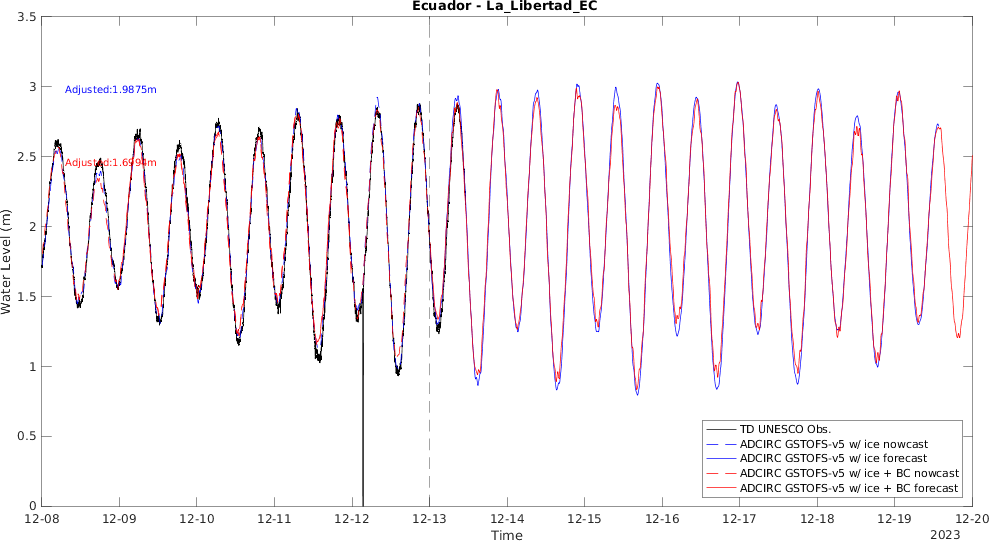 Ecuador - La_Libertad_EC
3.5
3
2.5
2
1.5
1
0.5
0
Water Level (m)
Adjusted:1.9875m
Adjusted:1.6994m
TD UNESCO Obs.
ADCIRC GSTOFS-v5 w/ ice nowcast
ADCIRC GSTOFS-v5 w/ ice forecast
ADCIRC GSTOFS-v5 w/ ice + BC nowcast
ADCIRC GSTOFS-v5 w/ ice + BC forecast
12-08 12-09 12-10 12-11 12-12 12-13 12-14 12-15 12-16 12-17 12-18 12-19 12-20
Time
2023